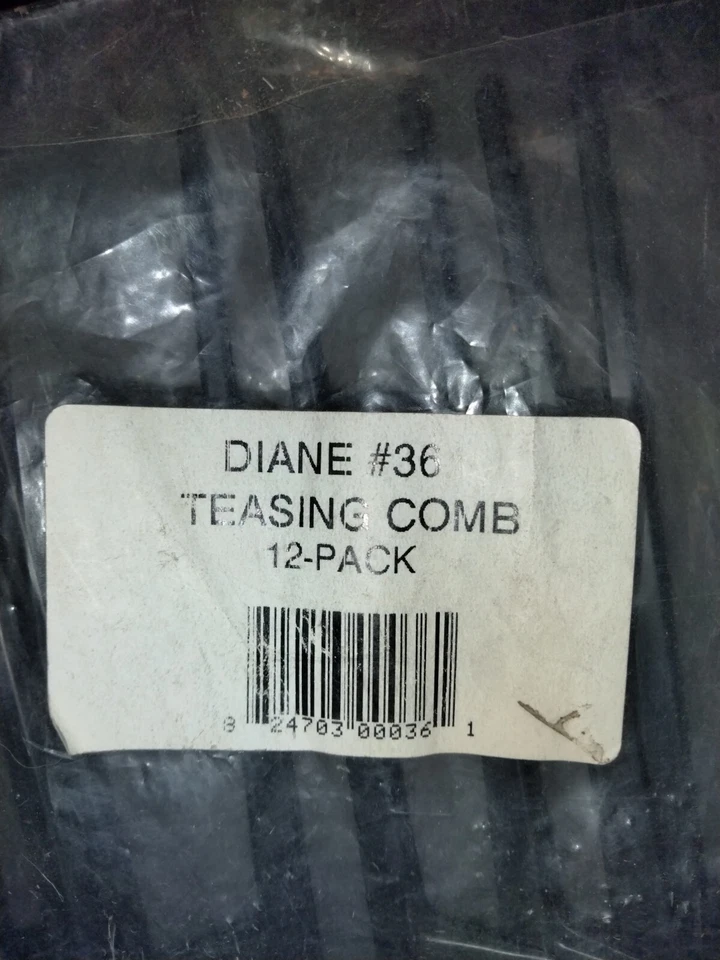 DIANE #36
TEASING COMB
12-PACK
8 24703 00036 1